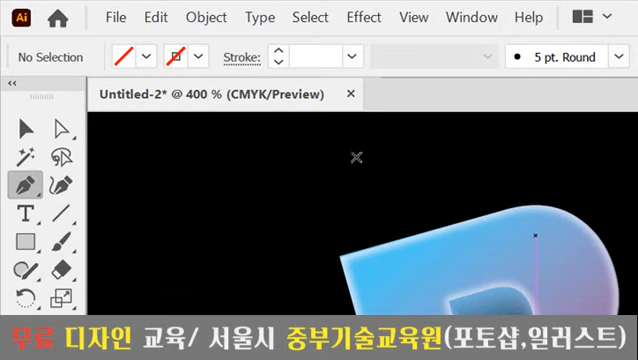 Ai File Edit Object Type Select Effect View Window Help
No Selection Stroke: 5 pt. Round
Untitled-2* @ 400 % (CMYK/Preview) ×
무료 디자인 교육/ 서울시 중부기술교육원(포토샵,일러스트)